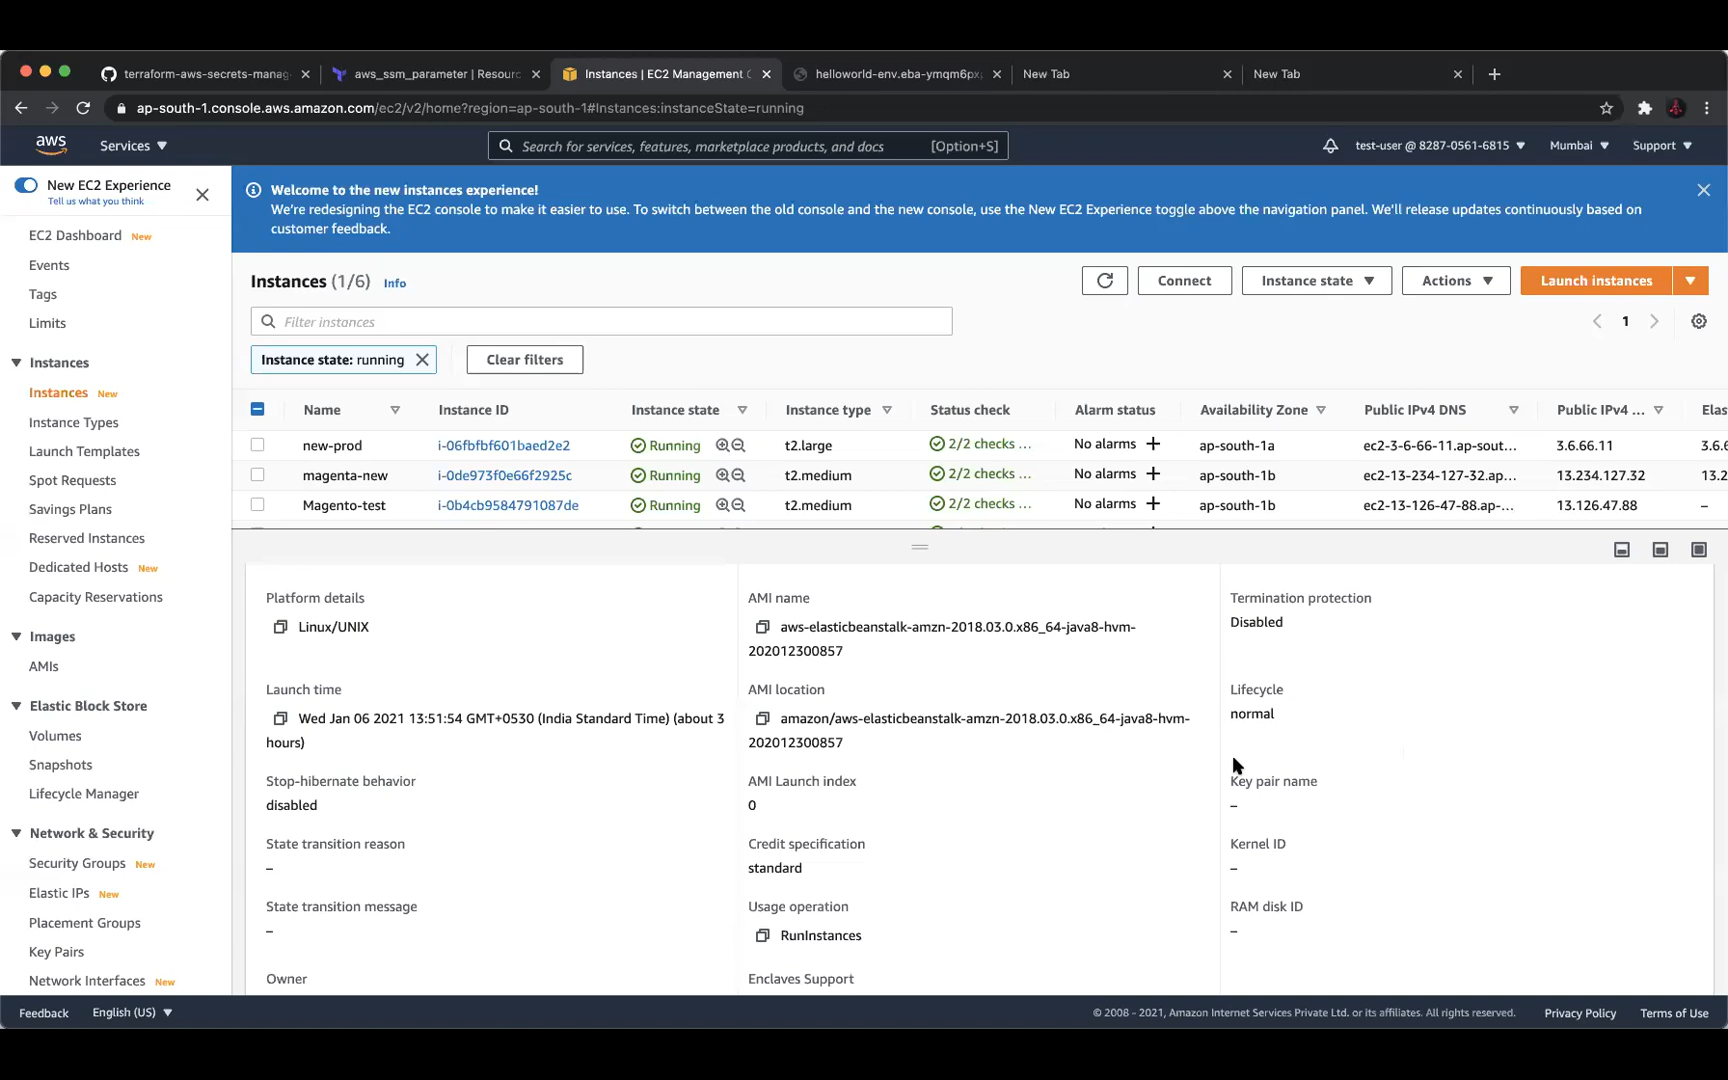 terraform-aws-secrets-manag
aws_ssm_parameter | Resourc
Instances | EC2 Management C
helloworld-env.eba-ymqm6px
New Tab
New Tab
ap-south-1.console.aws.amazon.com/ec2/v2/home?region=ap-south-1#Instances:instanceState=running
aws
Services
Search for services, features, marketplace products, and docs
[Option+S]
test-user @ 8287-0561-6815
Mumbai
Support
New EC2 Experience
Tell us what you think
EC2 Dashboard New
Events
Tags
Limits
Instances
Instances New
Instance Types
Launch Templates
Spot Requests
Savings Plans
Reserved Instances
Dedicated Hosts New
Capacity Reservations
Images
AMIs
Elastic Block Store
Volumes
Snapshots
Lifecycle Manager
Network & Security
Security Groups New
Elastic IPs New
Placement Groups
Key Pairs
Network Interfaces New
Welcome to the new instances experience!
We're redesigning the EC2 console to make it easier to use. To switch between the old console and the new console, use the New EC2 Experience toggle above the navigation panel. We'll release updates continuously based on
customer feedback.
Instances (1/6) Info
Connect
Instance state
Actions
Launch instances
Filter instances
1
Instance state: running
Clear filters
Name Instance ID Instance state Instance type Status check Alarm status Availability Zone Public IPv4 DNS Public IPv4 ... Elas
new-prod i-06fbfbf601baed2e2 Running t2.large 2/2 checks ... No alarms + ap-south-1a ec2-3-6-66-11.ap-sout... 3.6.66.11 3.6.6
magenta-new i-0de973f0e66f2925c Running t2.medium 2/2 checks ... No alarms + ap-south-1b ec2-13-234-127-32.ap... 13.234.127.32 13.2
Magento-test i-0b4cb9584791087de Running t2.medium 2/2 checks ... No alarms + ap-south-1b ec2-13-126-47-88.ap-... 13.126.47.88 –
Platform details
Linux/UNIX
Launch time
Wed Jan 06 2021 13:51:54 GMT+0530 (India Standard Time) (about 3
hours)
Stop-hibernate behavior
disabled
State transition reason
–
State transition message
–
Owner
AMI name
aws-elasticbeanstalk-amzn-2018.03.0.x86_64-java8-hvm-
202012300857
AMI location
amazon/aws-elasticbeanstalk-amzn-2018.03.0.x86_64-java8-hvm-
202012300857
AMI Launch index
0
Credit specification
standard
Usage operation
RunInstances
Enclaves Support
Termination protection
Disabled
Lifecycle
normal
Key pair name
–
Kernel ID
–
RAM disk ID
–
Feedback
English (US)
© 2008 - 2021, Amazon Internet Services Private Ltd. or its affiliates. All rights reserved.
Privacy Policy
Terms of Use